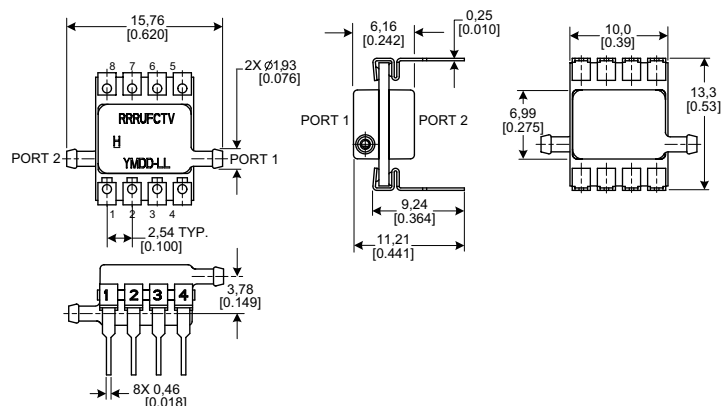 15,76
[0.620]
8 7 6 5
2X Ø1,93
[0.076]
RRRUFCTV
H
YMDD-LL
PORT 2
PORT 1
1 2 3 4
2,54 TYP.
[0.100]
6,16
[0.242]
0,25
[0.010]
PORT 1
PORT 2
9,24
[0.364]
11,21
[0.441]
10,0
[0.39]
6,99
[0.275]
13,3
[0.53]
1 2 3 4
3,78
[0.149]
8X 0,46
[0.018]